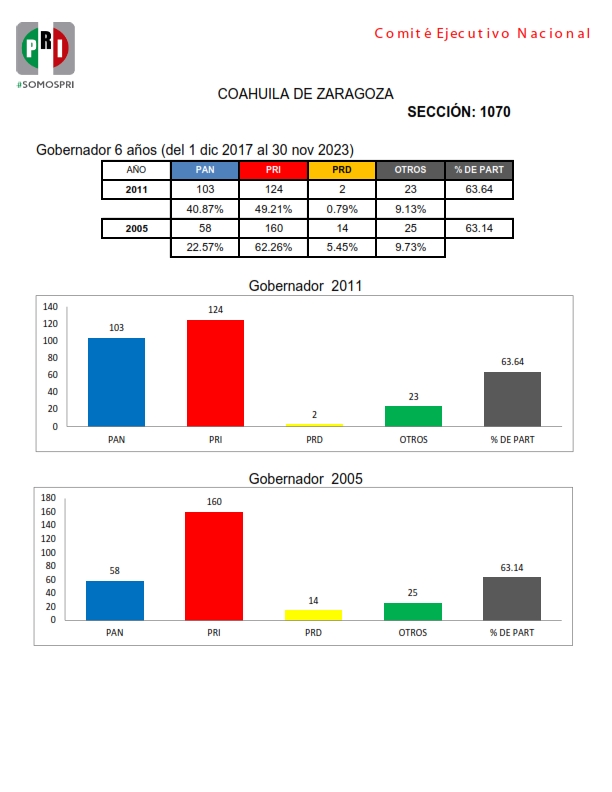 Comité Ejecutivo Nacional
PRI
#SOMOSPRI
COAHUILA DE ZARAGOZA
SECCIÓN: 1070
Gobernador 6 años (del 1 dic 2017 al 30 nov 2023)
AÑO PAN PRI PRD OTROS % DE PART
2011 103 124 2 23 63.64
40.87% 49.21% 0.79% 9.13%
2005 58 160 14 25 63.14
22.57% 62.26% 5.45% 9.73%
Gobernador 2011
140
120
100
80
60
40
20
0
103
124
2
23
63.64
PAN PRI PRD OTROS % DE PART
Gobernador 2005
180
160
140
120
100
80
60
40
20
0
58
160
14
25
63.14
PAN PRI PRD OTROS % DE PART